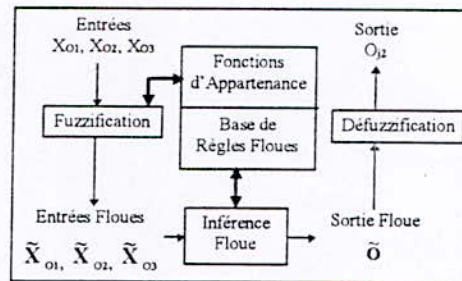 Entrées
X₀₁, X₀₂, X₀₃
Fuzzification
Entrées Floues
X̃ ₀₁, X̃ ₀₂, X̃ ₀₃
Fonctions
d'Appartenance
Base de
Règles Floues
Inférence
Floue
Sortie
Oⱼ₂
Défuzzification
Sortie Floue
Õ